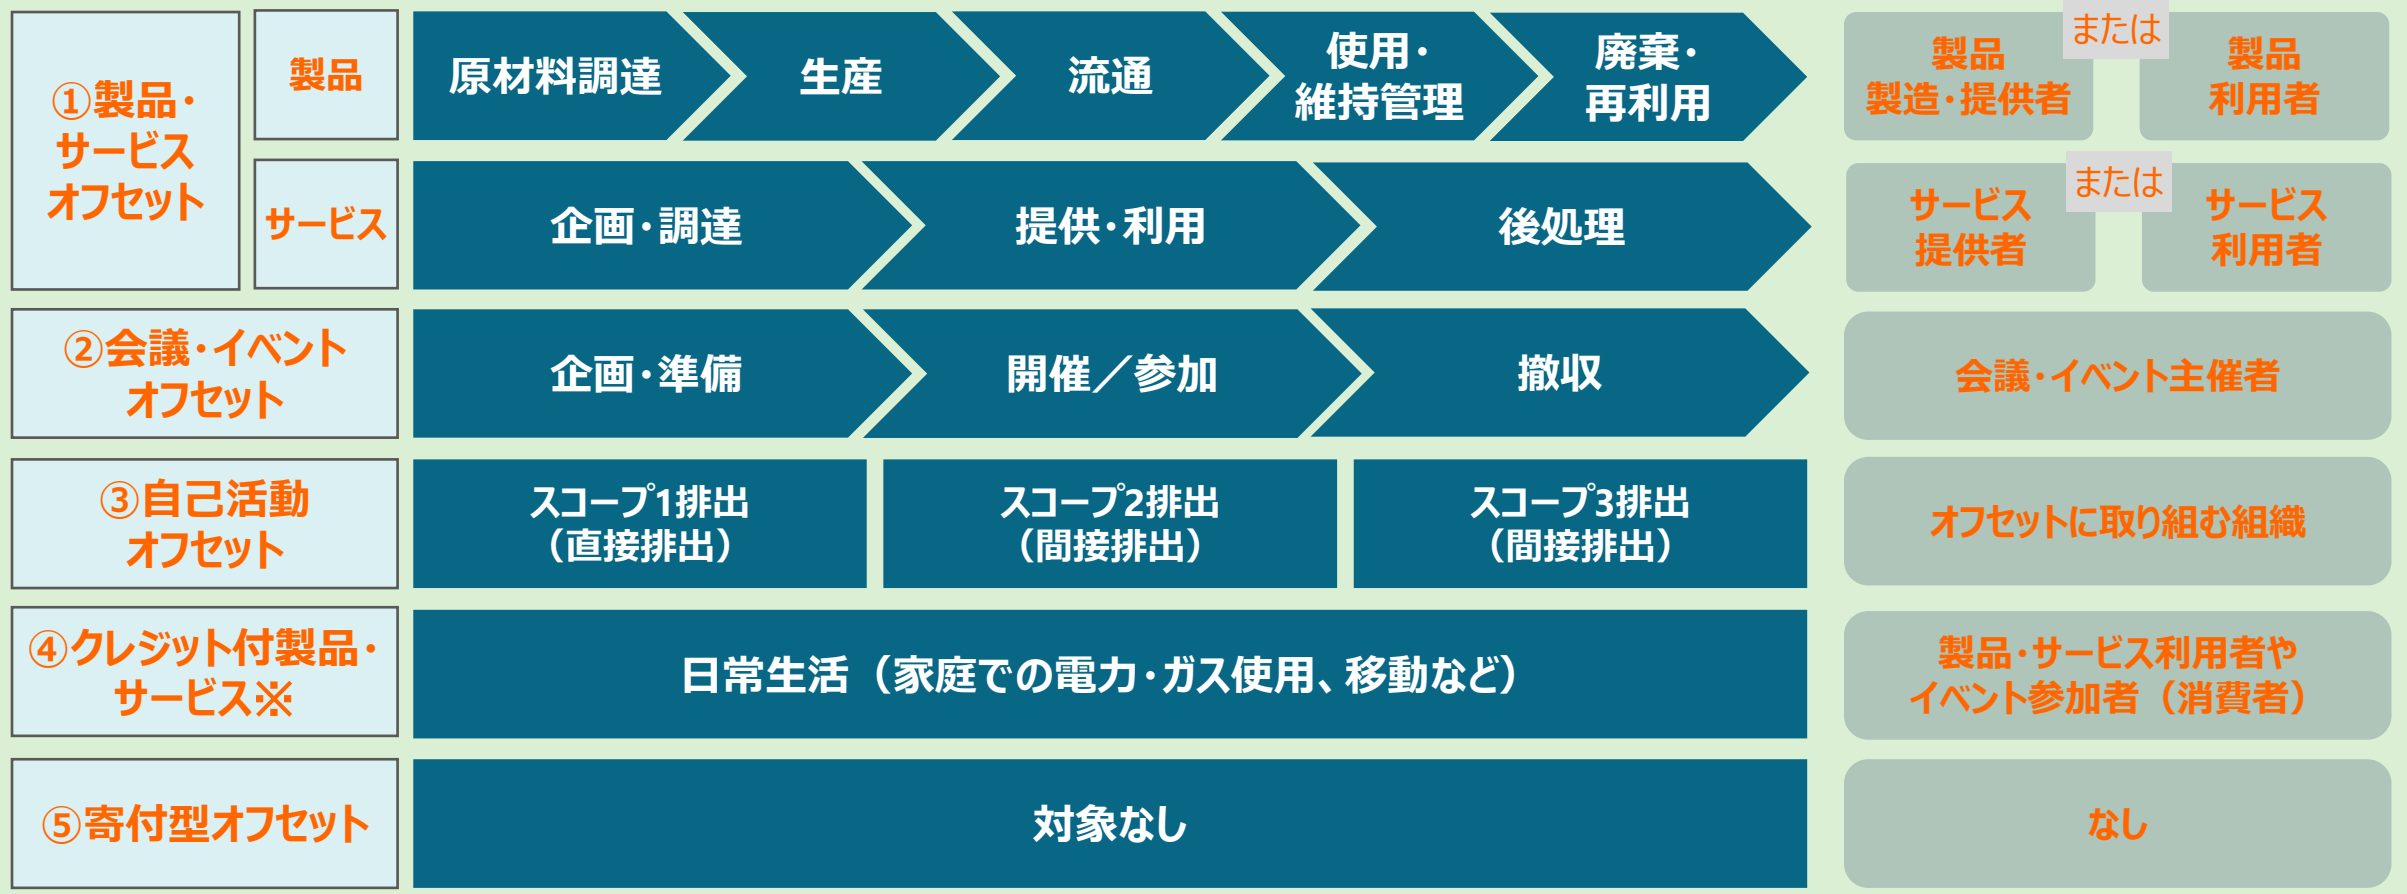 ①製品・
サービス
オフセット
製品
原材料調達
生産
流通
使用・
維持管理
廃棄・
再利用
製品
製造・提供者
または
製品
利用者
サービス
企画・調達
提供・利用
後処理
サービス
提供者
または
サービス
利用者
②会議・イベント
オフセット
企画・準備
開催／参加
撤収
会議・イベント主催者
③自己活動
オフセット
スコープ1排出
（直接排出）
スコープ2排出
（間接排出）
スコープ3排出
（間接排出）
オフセットに取り組む組織
④クレジット付製品・
サービス※
日常生活（家庭での電力・ガス使用、移動など）
製品・サービス利用者や
イベント参加者（消費者）
⑤寄付型オフセット
対象なし
なし